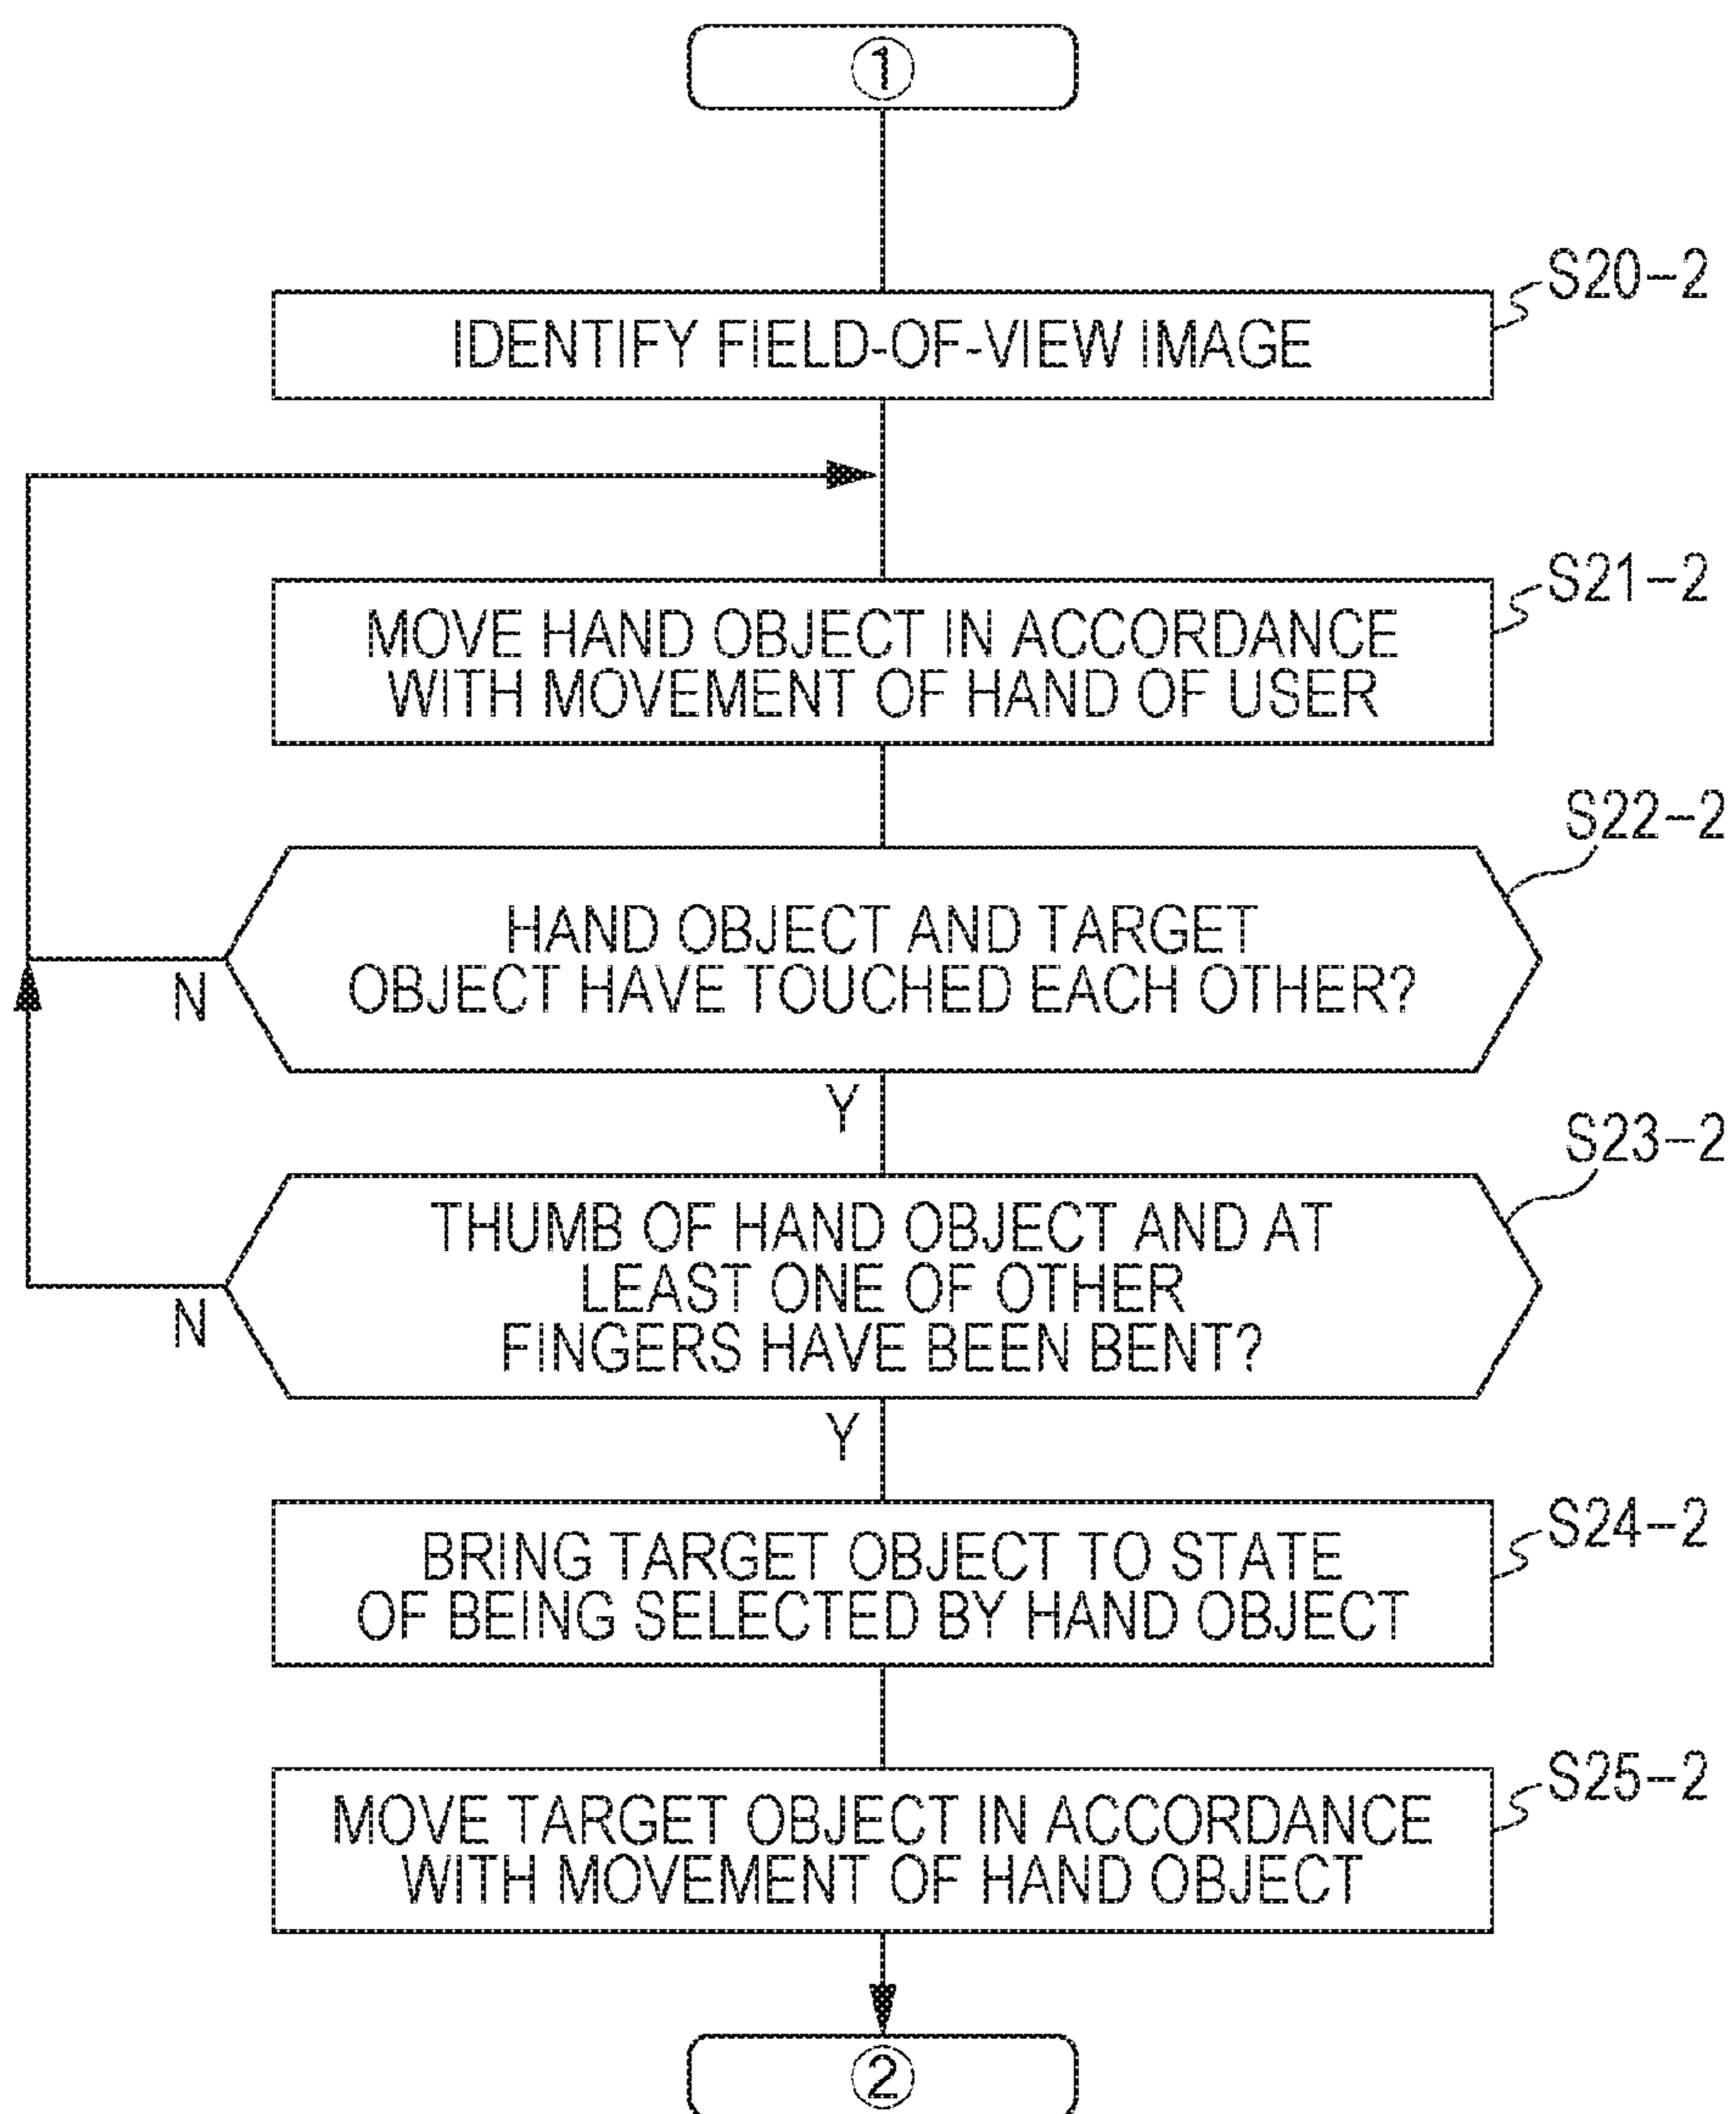 ①
S20-2
IDENTIFY FIELD-OF-VIEW IMAGE
S21-2
MOVE HAND OBJECT IN ACCORDANCE
WITH MOVEMENT OF HAND OF USER
S22-2
HAND OBJECT AND TARGET
OBJECT HAVE TOUCHED EACH OTHER?
N
Y
S23-2
THUMB OF HAND OBJECT AND AT
LEAST ONE OF OTHER
FINGERS HAVE BEEN BENT?
N
Y
S24-2
BRING TARGET OBJECT TO STATE
OF BEING SELECTED BY HAND OBJECT
S25-2
MOVE TARGET OBJECT IN ACCORDANCE
WITH MOVEMENT OF HAND OBJECT
②